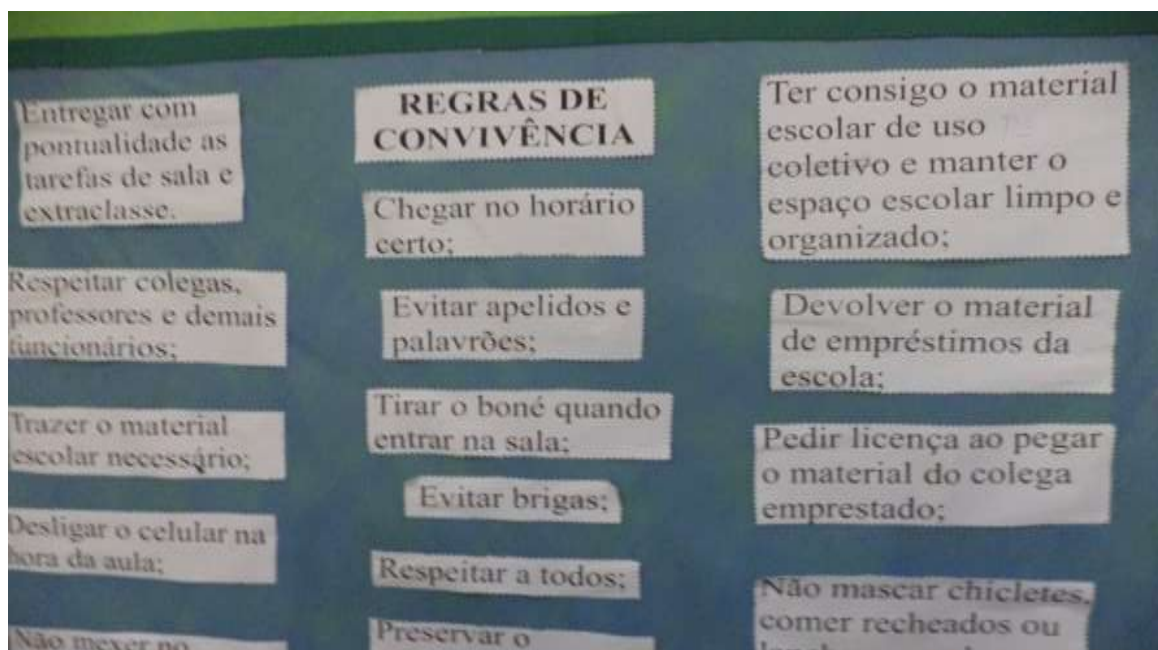 Entregar com
pontualidade as
tarefas de sala e
extraclasse.
Respeitar colegas,
professores e demais
funcionários;
Trazer o material
escolar necessário;
Desligar o celular na
hora da aula;
Não mexer no
REGRAS DE
CONVIVÊNCIA
Chegar no horário
certo;
Evitar apelidos e
palavrões;
Tirar o boné quando
entrar na sala;
Evitar brigas;
Respeitar a todos;
Preservar o
Ter consigo o material
escolar de uso
coletivo e manter o
espaço escolar limpo e
organizado;
Devolver o material
de empréstimos da
escola;
Pedir licença ao pegar
o material do colega
emprestado;
Não mascar chicletes,
comer recheados ou